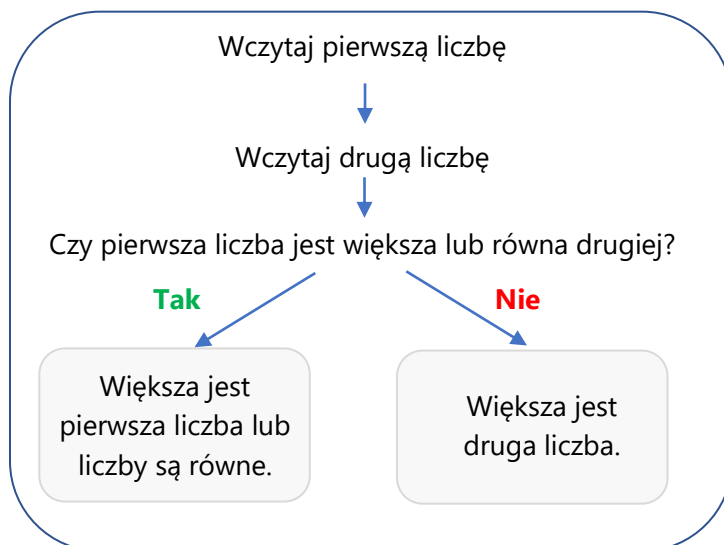 Wczytaj pierwszą liczbę
Wczytaj drugą liczbę
Czy pierwsza liczba jest większa lub równa drugiej?
Tak
Nie
Większa jest
pierwsza liczba lub
liczby są równe.
Większa jest
druga liczba.